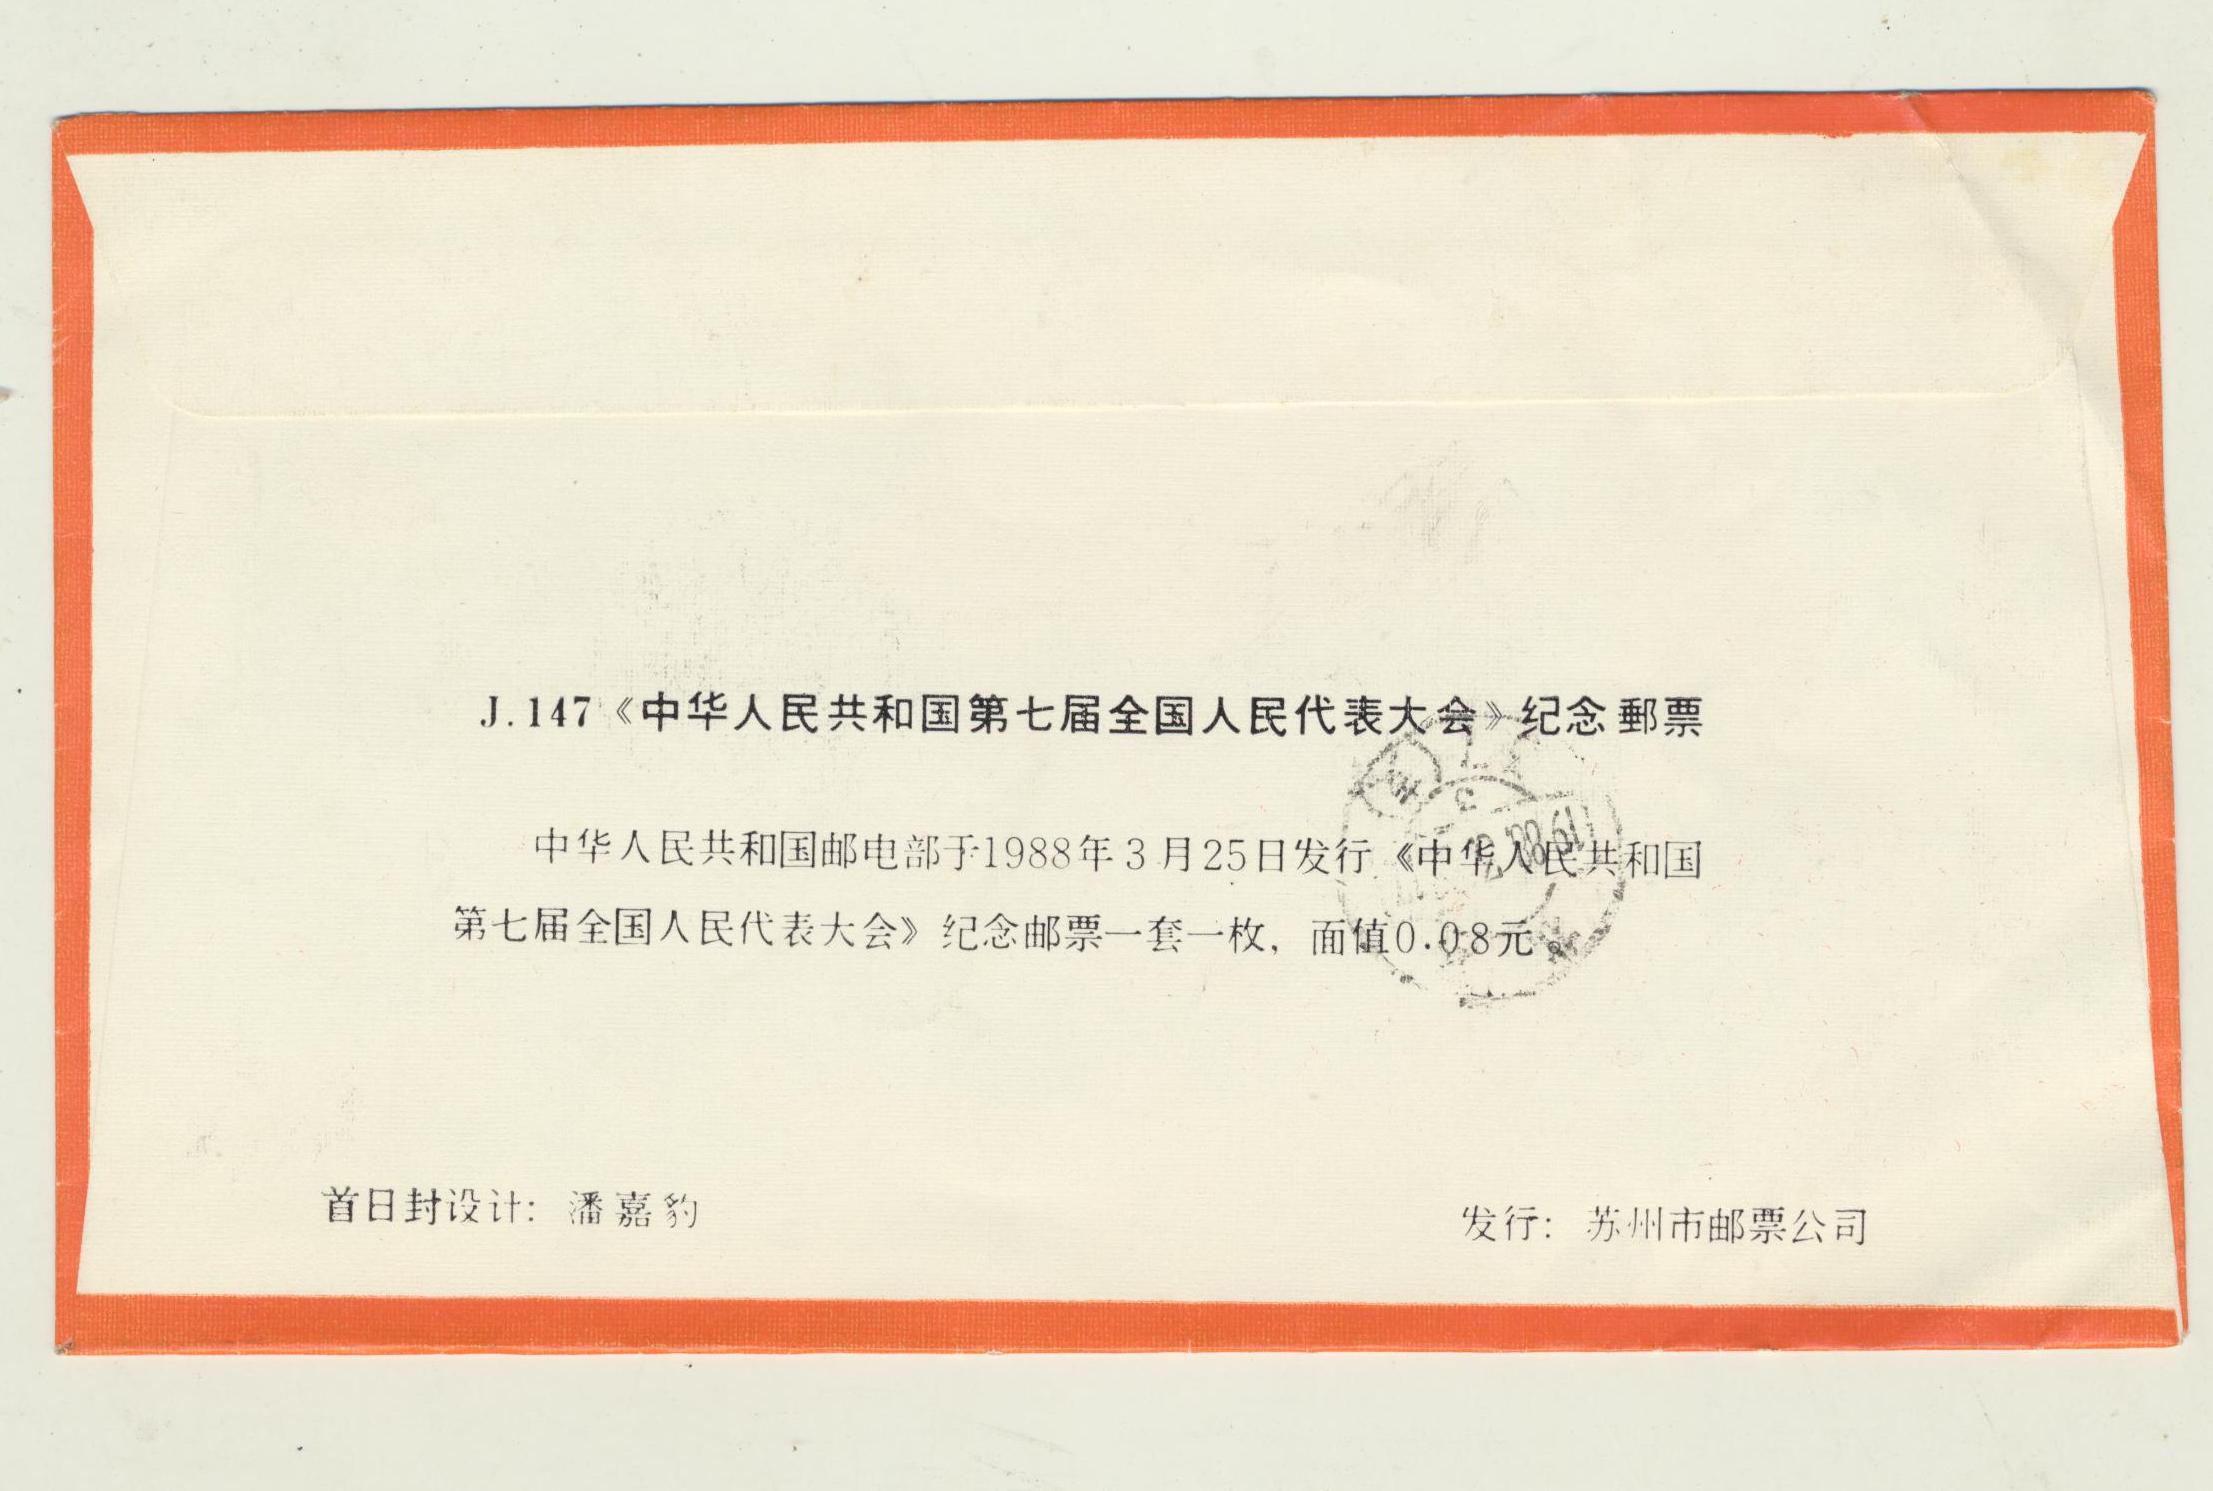 J.147《中华人民共和国第七届全国人民代表大会》纪念郵票
中华人民共和国邮电部于1988年3月25日发行《中华人民共和国
第七届全国人民代表大会》纪念邮票一套一枚，面值0.08元。
首日封设计：潘嘉豹
发行：苏州市邮票公司